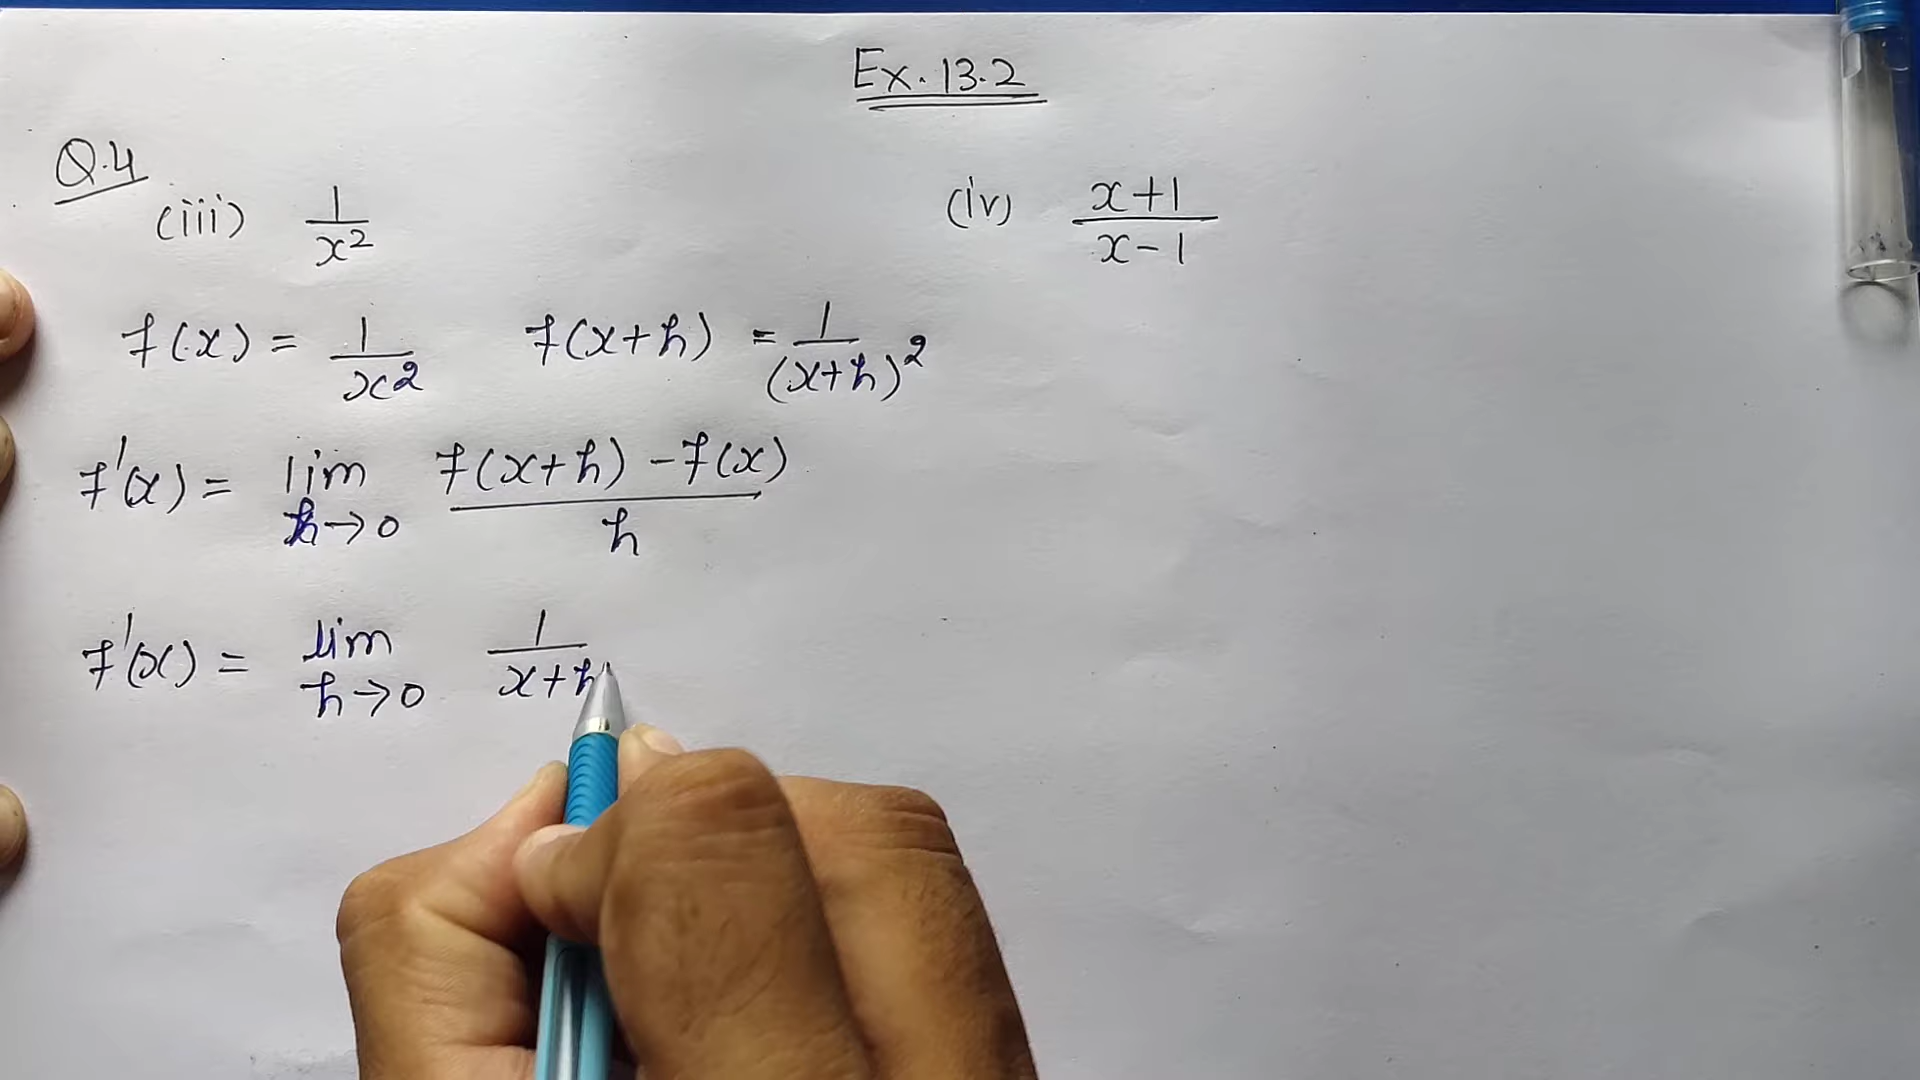 Ex. 13.2
Q.4
(iii) 1/x²
(iv) x+1/x-1
f(x) = 1/x² f(x+h) = 1/(x+h)²
f'(x) = lim h→0 f(x+h) - f(x)/h
f'(x) = lim h→0 1/x+h